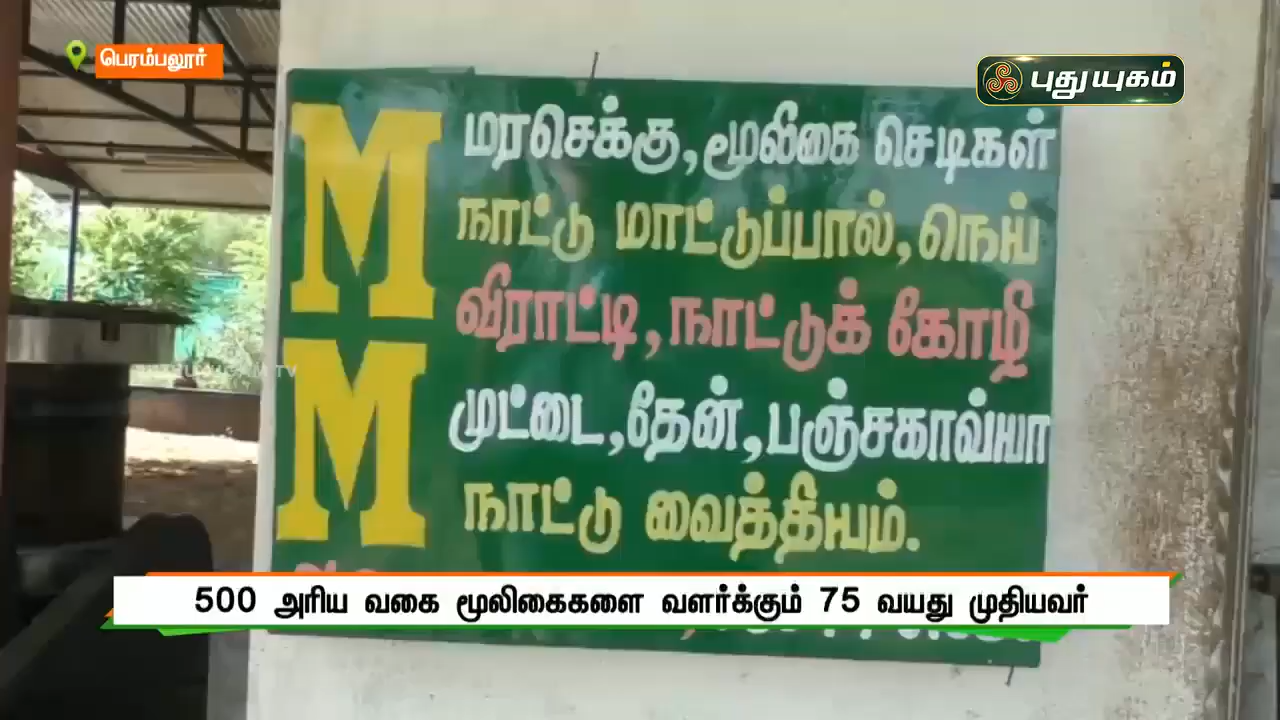 பெரம்பலூர்
புதுயுகம்
M
M
மரசெக்கு, மூலிகை செடிகள்
நாட்டு மாட்டுப்பால், நெய்
விராட்டி, நாட்டுக் கோழி
முட்டை, தேன், பஞ்சகாவ்யா
நாட்டு வைத்தியம்.
500 அரிய வகை மூலிகைகளை வளர்க்கும் 75 வயது முதியவர்